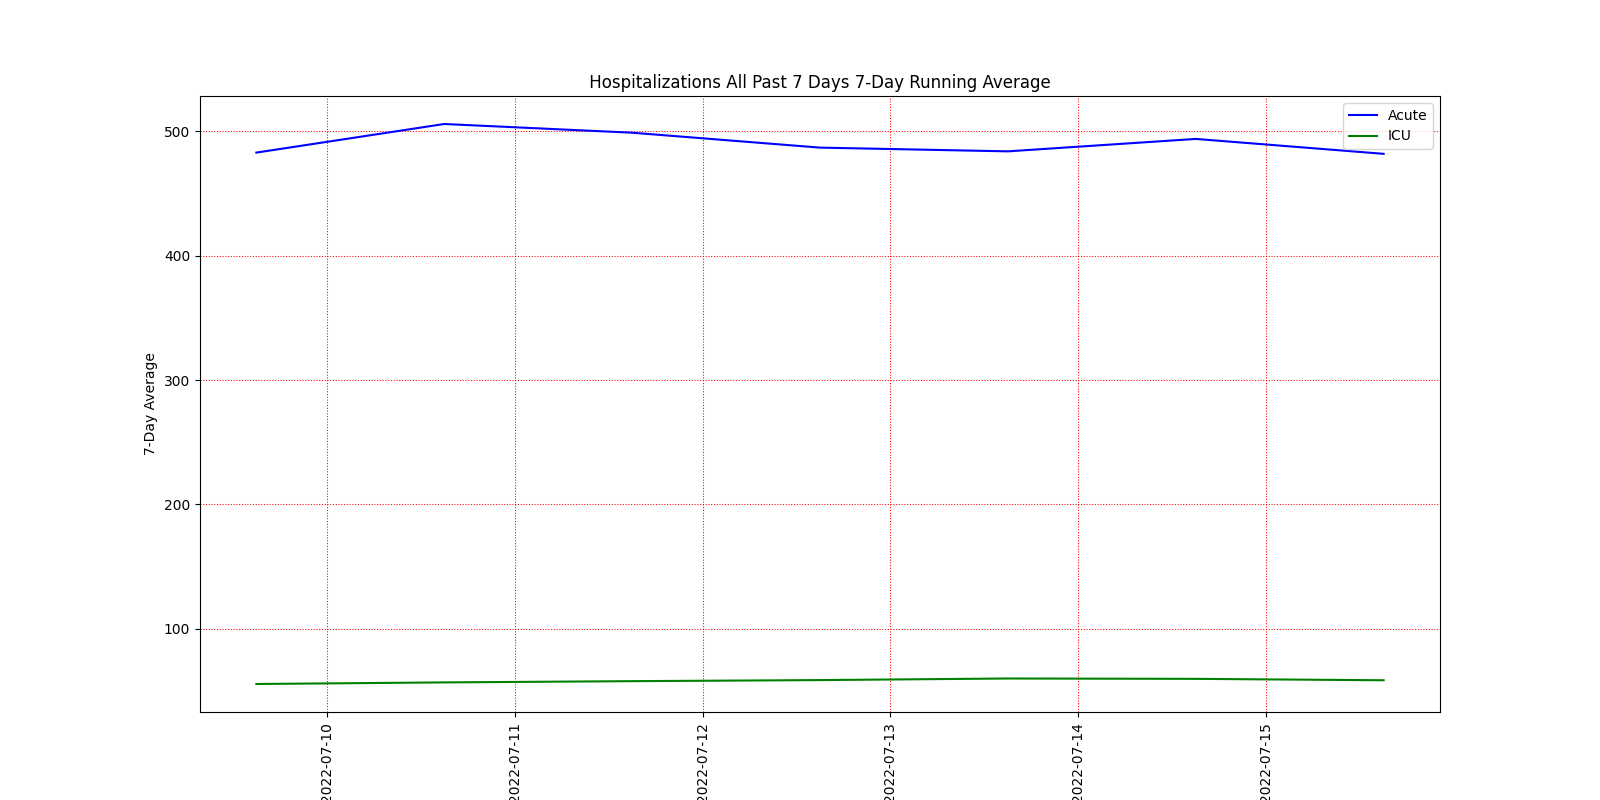 Hospitalizations All Past 7 Days 7-Day Running Average
Acute
ICU
7-Day Average
500
400
300
200
100
2022-07-10
2022-07-11
2022-07-12
2022-07-13
2022-07-14
2022-07-15